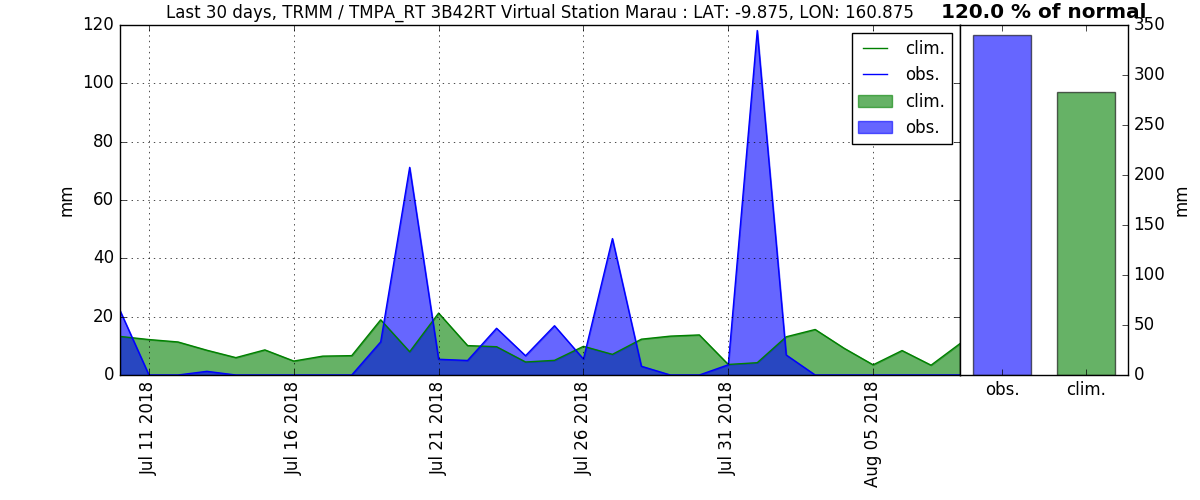 Last 30 days, TRMM / TMPA_RT 3B42RT Virtual Station Marau : LAT: -9.875, LON: 160.875
120.0 % of normal
120
100
80
60
40
20
0
mm
clim.
obs.
clim.
obs.
Jul 11 2018
Jul 16 2018
Jul 21 2018
Jul 26 2018
Jul 31 2018
Aug 05 2018
350
300
250
200
150
100
50
0
mm
obs.
clim.